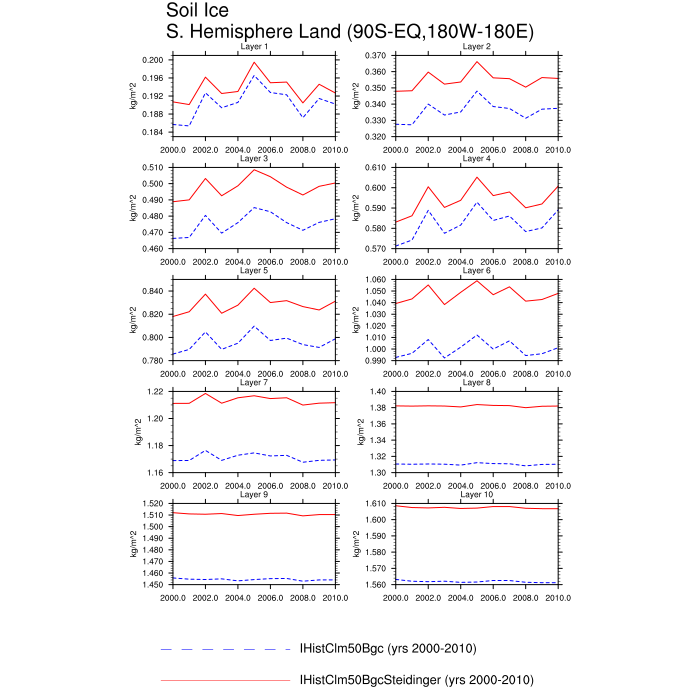 Soil Ice
S. Hemisphere Land (90S-EQ,180W-180E)
Layer 1
kg/m^2
0.200
0.196
0.192
0.188
0.184
2000.0 2002.0 2004.0 2006.0 2008.0 2010.0
Layer 2
kg/m^2
0.370
0.360
0.350
0.340
0.330
0.320
2000.0 2002.0 2004.0 2006.0 2008.0 2010.0
Layer 3
kg/m^2
0.510
0.500
0.490
0.480
0.470
0.460
2000.0 2002.0 2004.0 2006.0 2008.0 2010.0
Layer 4
kg/m^2
0.610
0.600
0.590
0.580
0.570
2000.0 2002.0 2004.0 2006.0 2008.0 2010.0
Layer 5
kg/m^2
0.840
0.820
0.800
0.780
2000.0 2002.0 2004.0 2006.0 2008.0 2010.0
Layer 6
kg/m^2
1.060
1.050
1.040
1.030
1.020
1.010
1.000
0.990
2000.0 2002.0 2004.0 2006.0 2008.0 2010.0
Layer 7
kg/m^2
1.22
1.20
1.18
1.16
2000.0 2002.0 2004.0 2006.0 2008.0 2010.0
Layer 8
kg/m^2
1.40
1.38
1.36
1.34
1.32
1.30
2000.0 2002.0 2004.0 2006.0 2008.0 2010.0
Layer 9
kg/m^2
1.520
1.510
1.500
1.490
1.480
1.470
1.460
1.450
2000.0 2002.0 2004.0 2006.0 2008.0 2010.0
Layer 10
kg/m^2
1.610
1.600
1.590
1.580
1.570
1.560
2000.0 2002.0 2004.0 2006.0 2008.0 2010.0
IHistClm50Bgc (yrs 2000-2010)
IHistClm50BgcSteidinger (yrs 2000-2010)